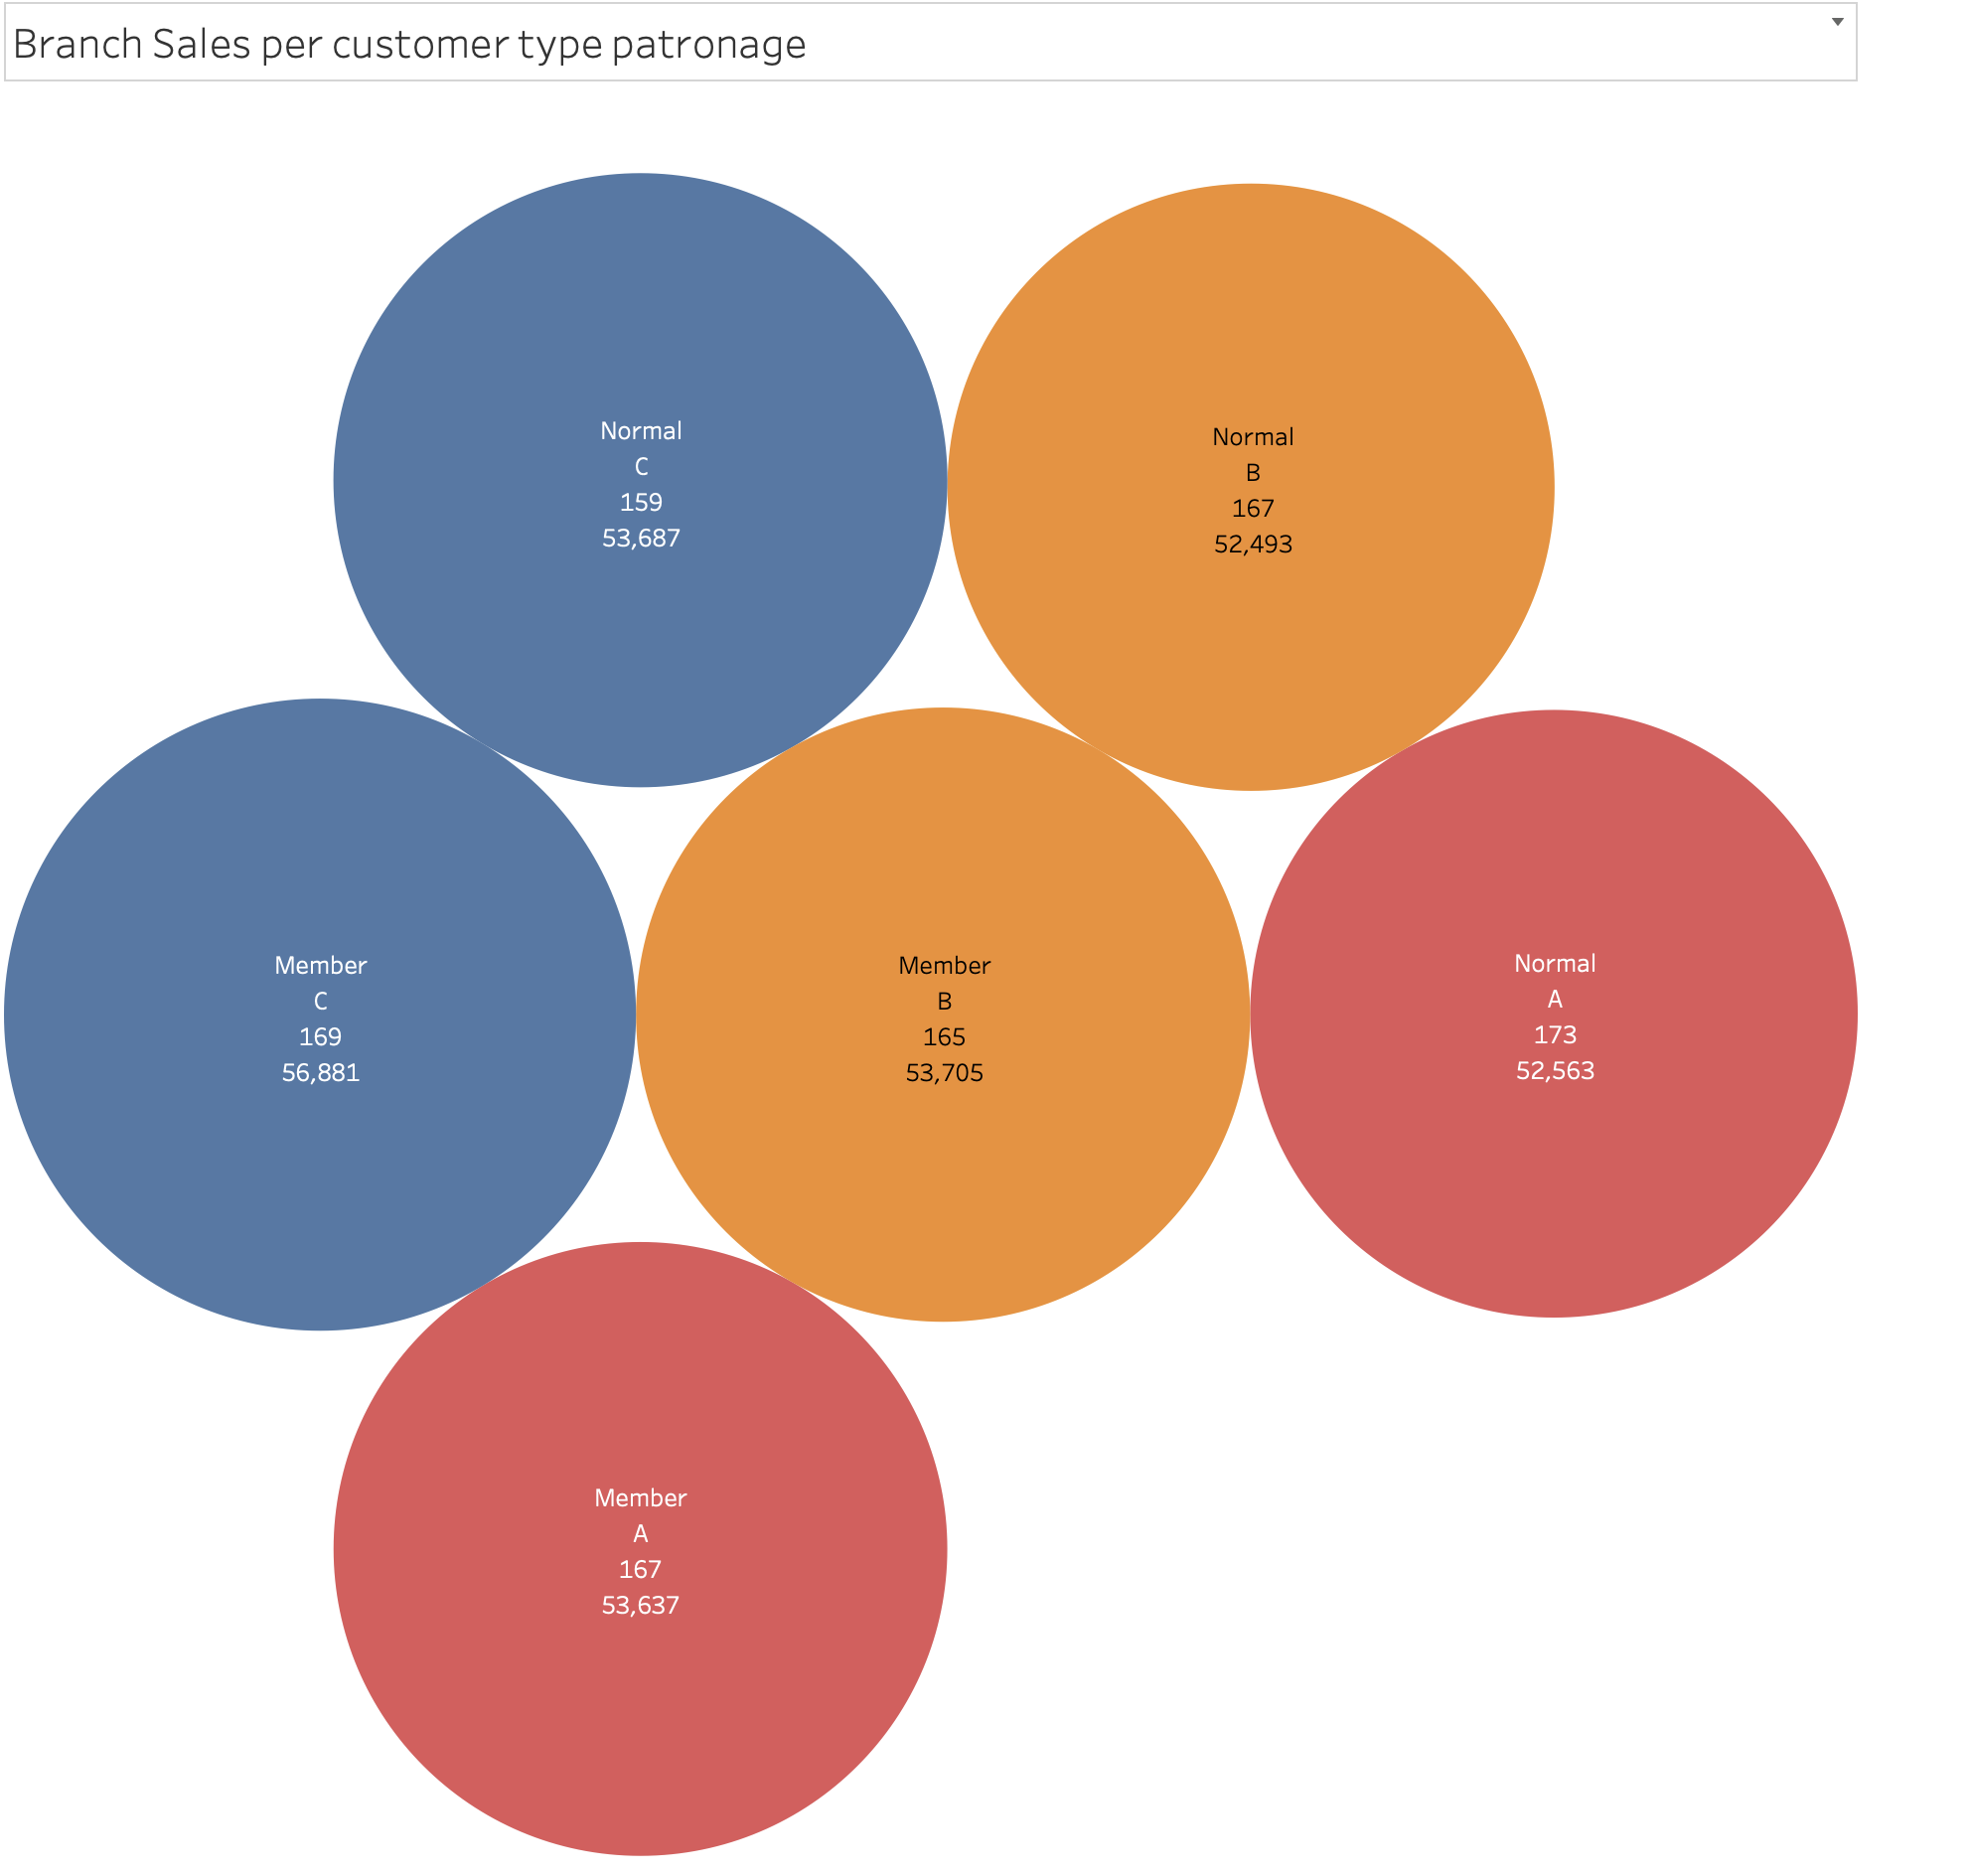 Branch Sales per customer type patronage
Normal
C
159
53,687
Normal
B
167
52,493
Member
C
169
56,881
Member
B
165
53,705
Normal
A
173
52,563
Member
A
167
53,637